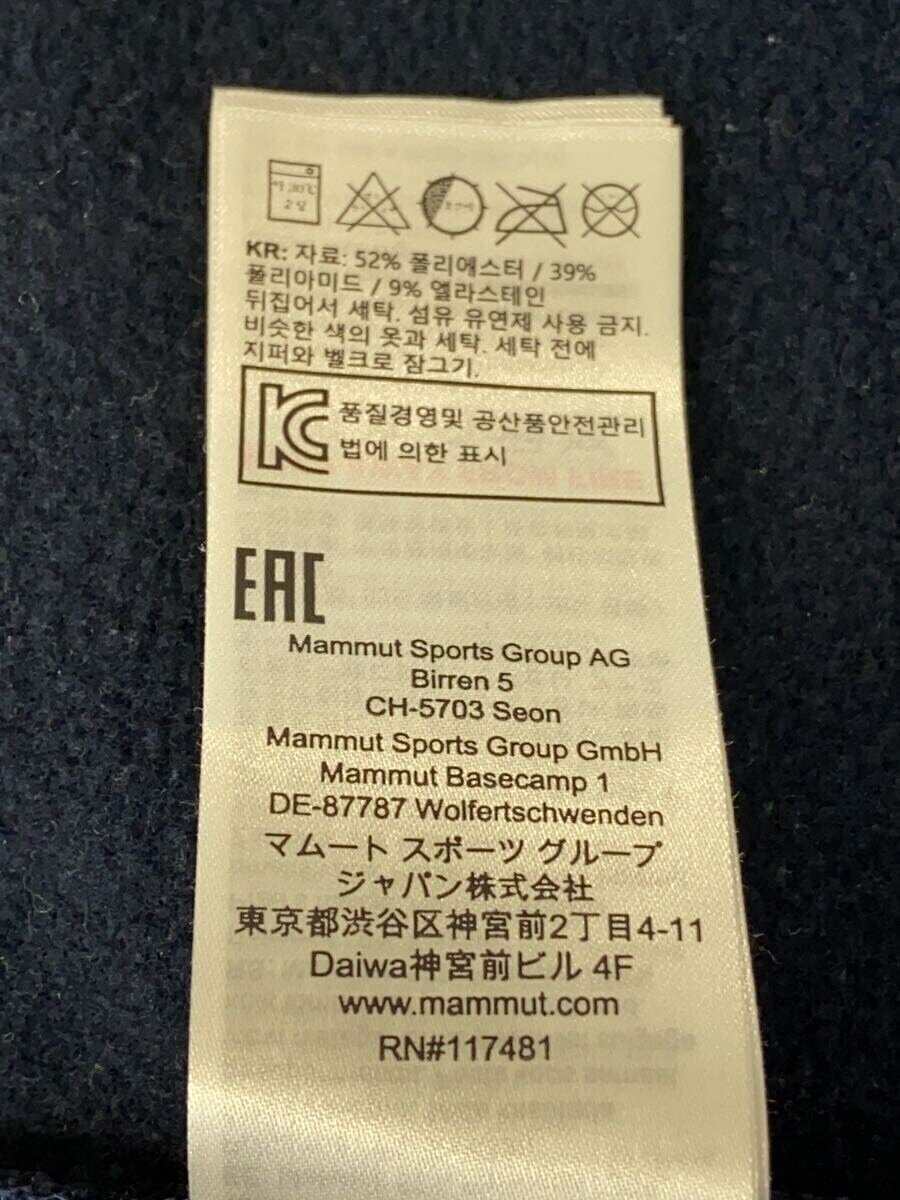 약 30℃
KR: 자료: 52% 폴리에스터 / 39%
폴리아미드 / 9% 엘라스테인
뒤집어서 세탁. 섬유 유연제 사용 금지.
비슷한 색의 옷과 세탁. 세탁 전에
지퍼와 벨크로 잠그기.
품질경영및 공산품안전관리
법에 의한 표시
EAC
Mammut Sports Group AG
Birren 5
CH-5703 Seon
Mammut Sports Group GmbH
Mammut Basecamp 1
DE-87787 Wolfertschwenden
マムート スポーツ グループ
ジャパン株式会社
東京都渋谷区神宮前2丁目4-11
Daiwa神宮前ビル 4F
www.mammut.com
RN#117481